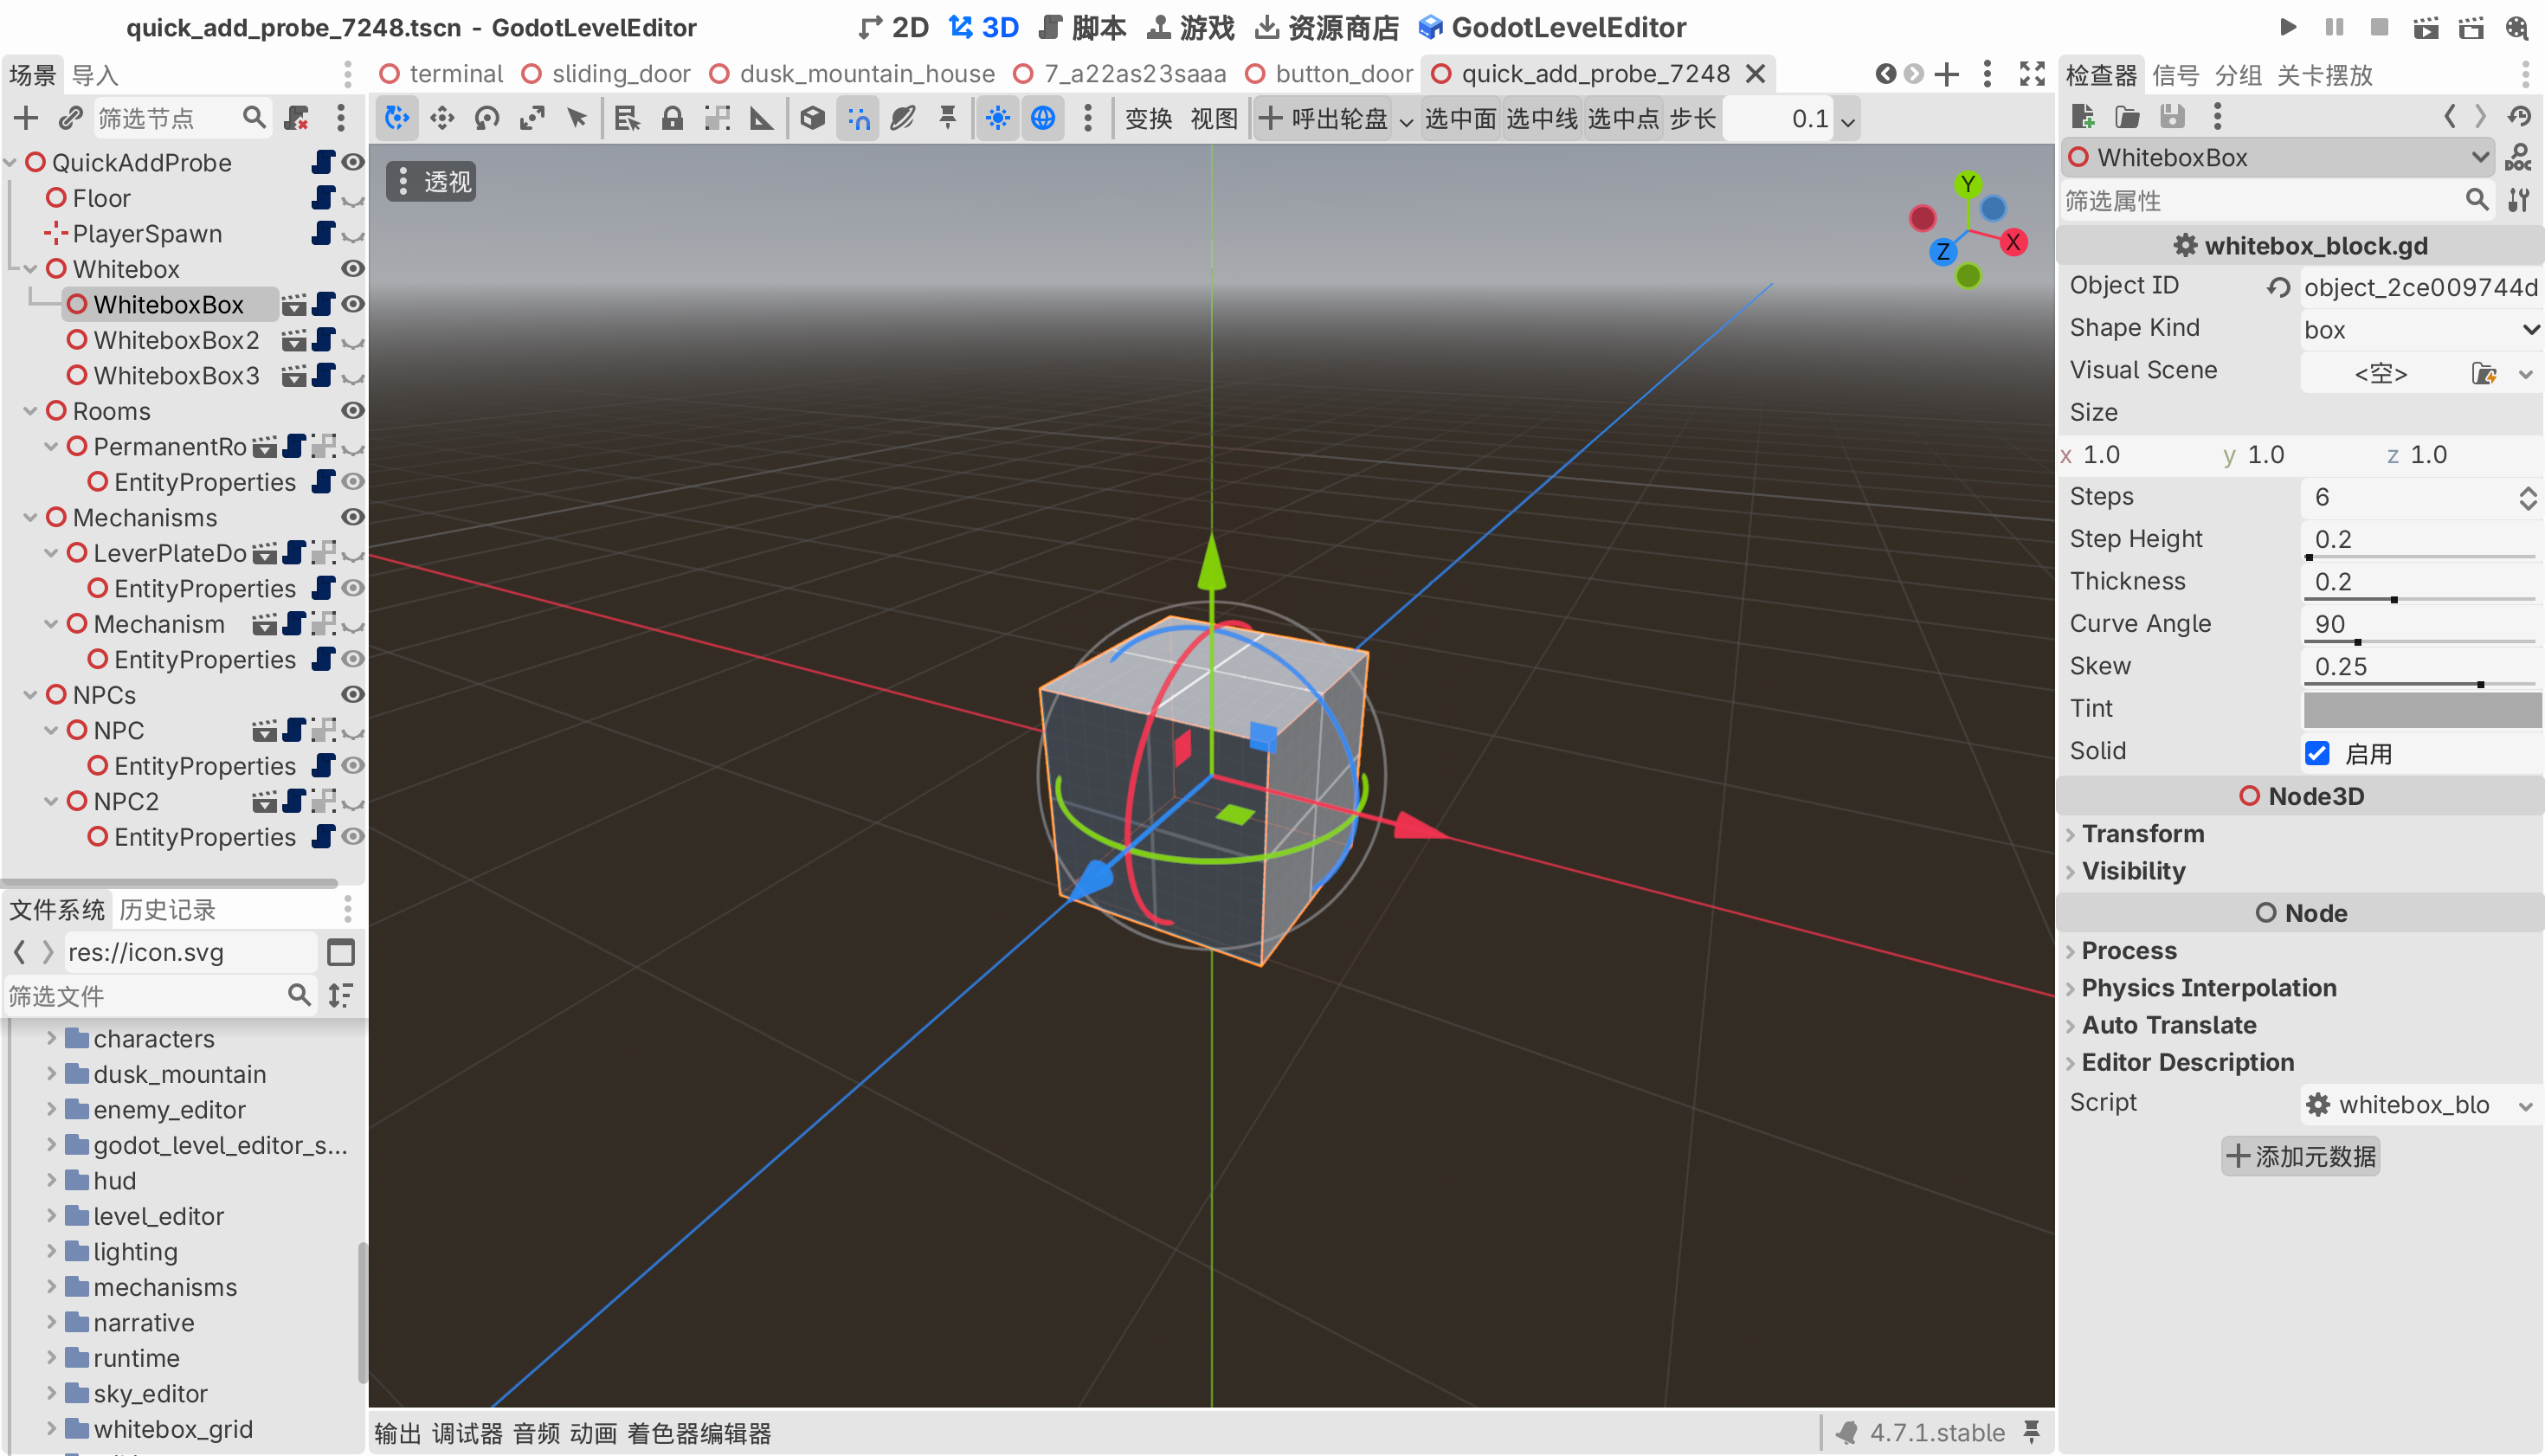 quick_add_probe_7248.tscn - GodotLevelEditor
2D 3D 脚本 游戏 资源商店 GodotLevelEditor
场景 导入
筛选节点
QuickAddProbe
Floor
PlayerSpawn
Whitebox
WhiteboxBox
WhiteboxBox2
WhiteboxBox3
Rooms
PermanentRo
EntityProperties
Mechanisms
LeverPlateDo
EntityProperties
Mechanism
EntityProperties
NPCs
NPC
EntityProperties
NPC2
EntityProperties
文件系统 历史记录
res://icon.svg
筛选文件
characters
dusk_mountain
enemy_editor
godot_level_editor_s...
hud
level_editor
lighting
mechanisms
narrative
runtime
sky_editor
whitebox_grid
terminal sliding_door dusk_mountain_house 7_a22as23saaa button_door quick_add_probe_7248
变换 视图 呼出轮盘 选中面 选中线 选中点 步长 0.1
透视
Y
X
Z
输出 调试器 音频 动画 着色器编辑器
4.7.1.stable
检查器 信号 分组 关卡摆放
WhiteboxBox
DOC
筛选属性
whitebox_block.gd
Object ID object_2ce009744d
Shape Kind box
Visual Scene <空>
Size
x 1.0 y 1.0 z 1.0
Steps 6
Step Height 0.2
Thickness 0.2
Curve Angle 90
Skew 0.25
Tint
Solid 启用
Node3D
Transform
Visibility
Node
Process
Physics Interpolation
Auto Translate
Editor Description
Script whitebox_blo
添加元数据